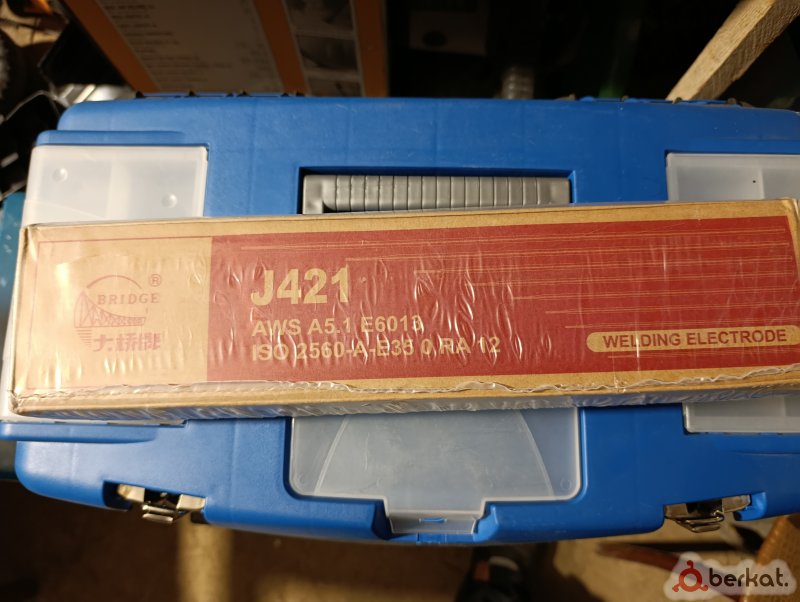 BRIDGE ®
大桥牌
J421
AWS A5.1 E6013
ISO 2560-A-E35 0 RA 12
WELDING ELECTRODE
berkat.